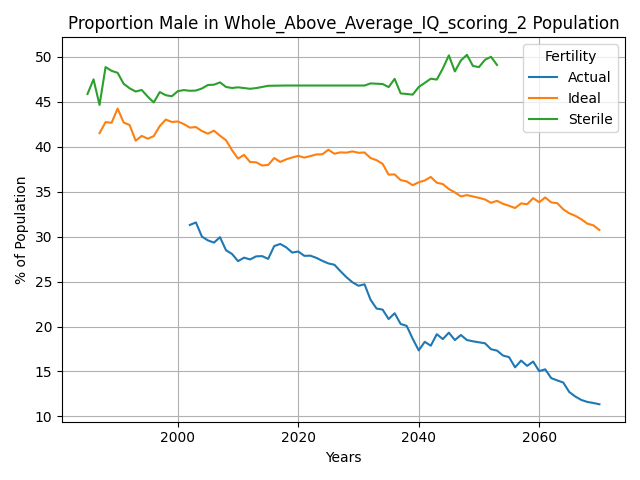 Proportion Male in Whole_Above_Average_IQ_scoring_2 Population
% of Population
50
45
40
35
30
25
20
15
10
Fertility
Actual
Ideal
Sterile
2000
2020
2040
2060
Years